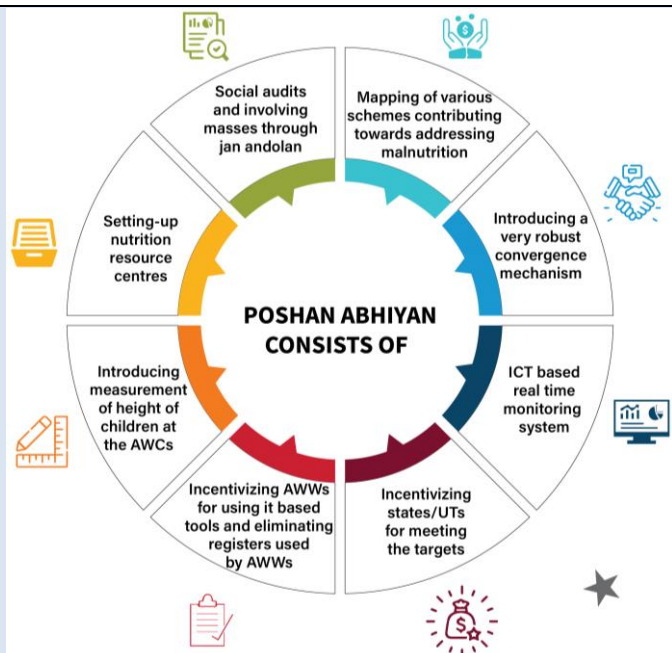 Social audits
and involving
masses through
jan andolan
Mapping of various
schemes contributing
towards addressing
malnutrition
Setting-up
nutrition
resource
centres
Introducing a
very robust
convergence
mechanism
POSHAN ABHIYAN
CONSISTS OF
Introducing
measurement
of height of
children at
the AWCs
ICT based
real time
monitoring
system
Incentivizing AWWs
for using it based
tools and eliminating
registers used
by AWWs
Incentivizing
states/UTs
for meeting
the targets